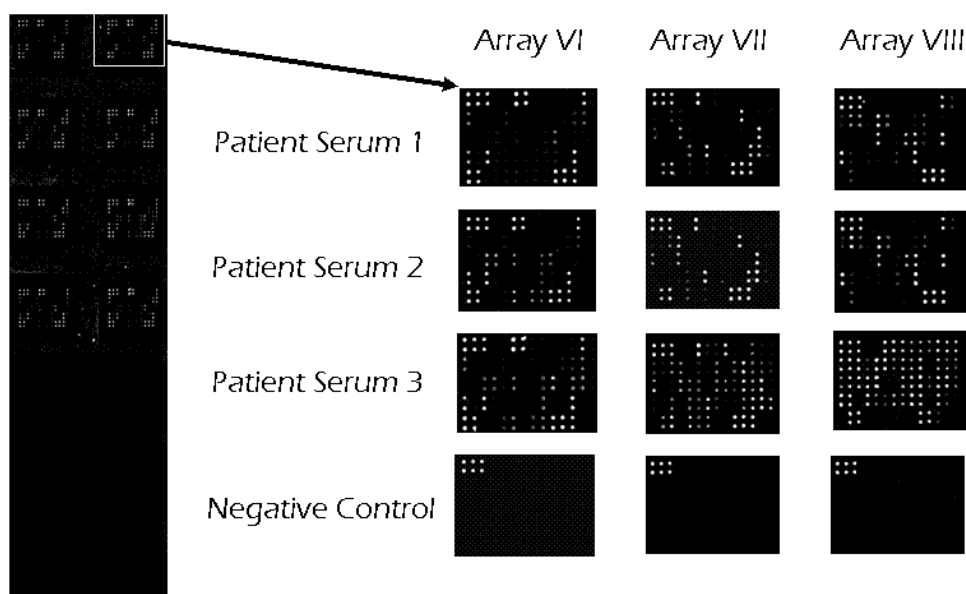 Array VI Array VII Array VIII
Patient Serum 1
Patient Serum 2
Patient Serum 3
Negative Control